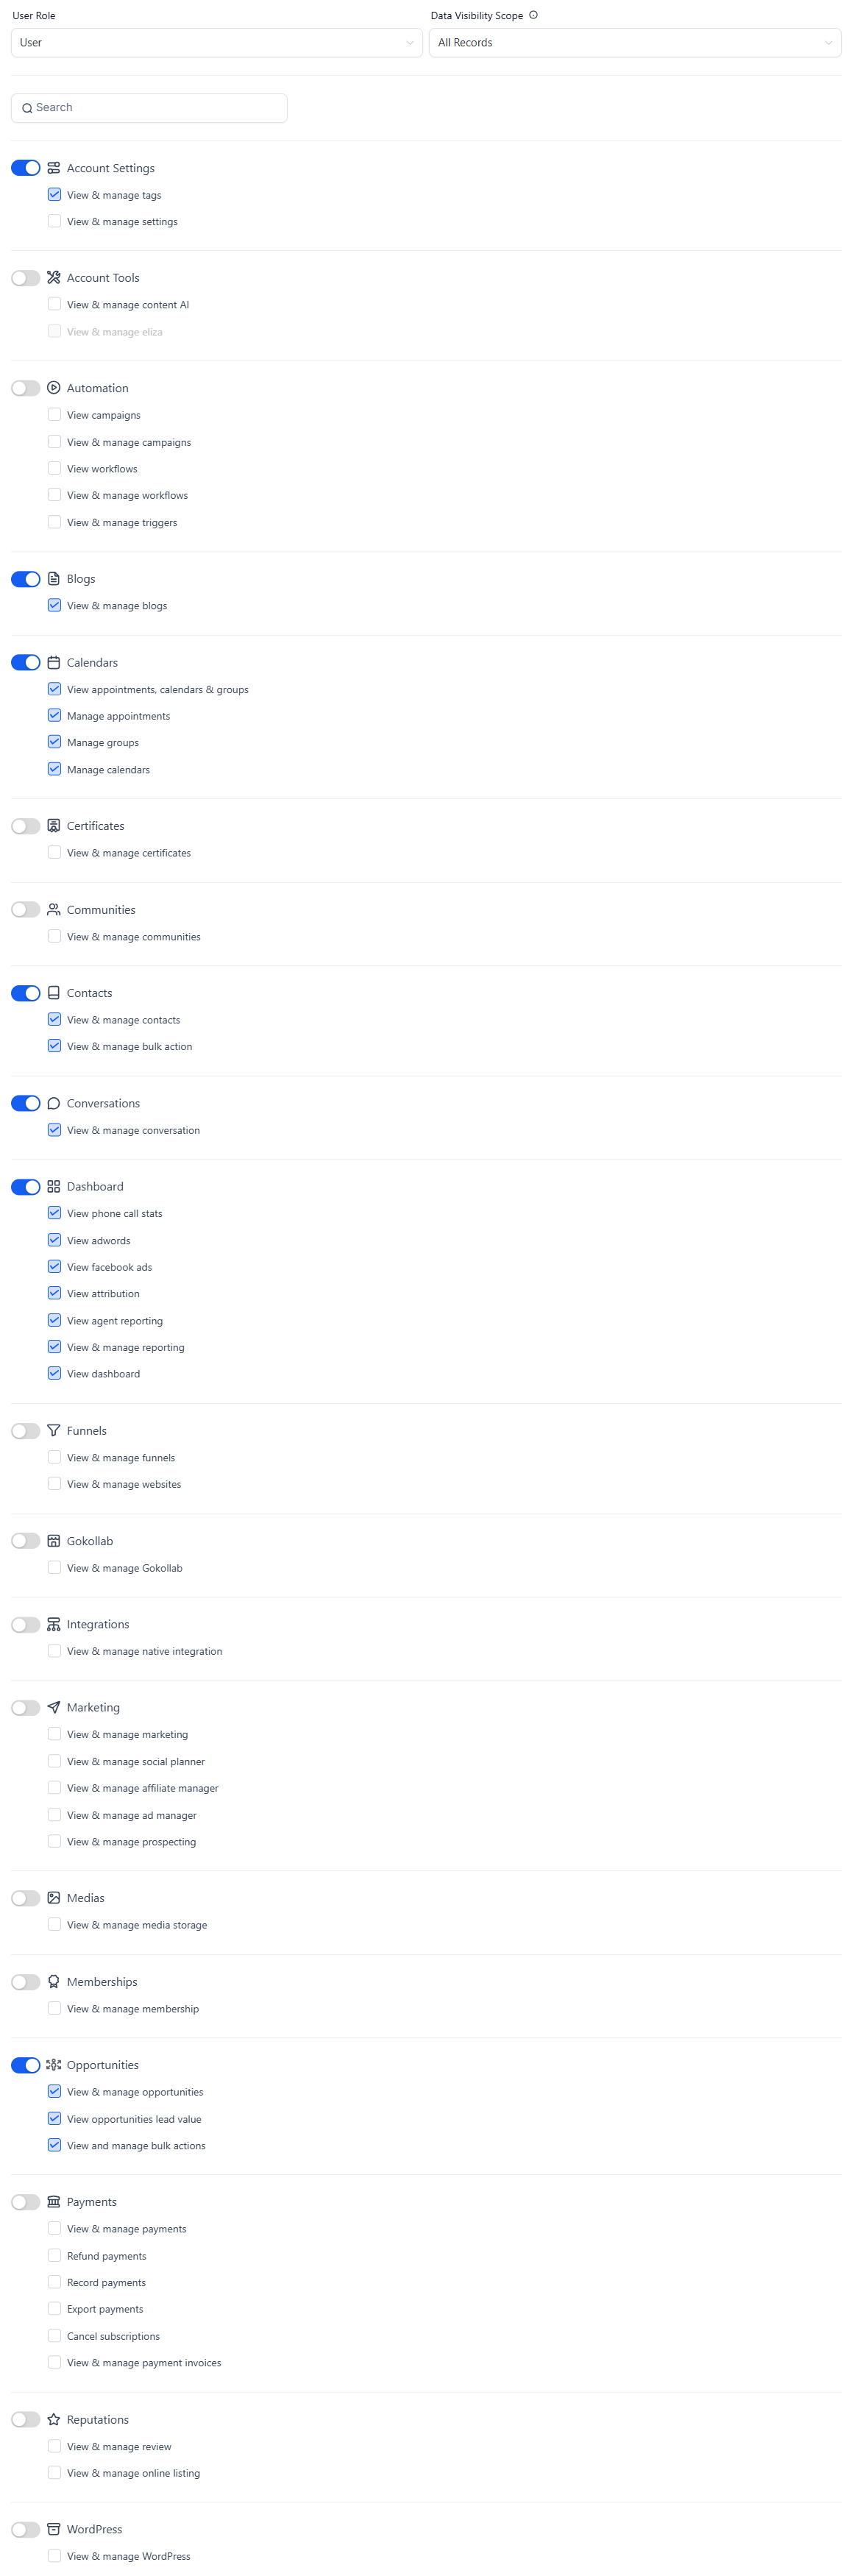 User Role
Data Visibility Scope
User
All Records
Search
Account Settings
View & manage tags
View & manage settings
Account Tools
View & manage content AI
View & manage eliza
Automation
View campaigns
View & manage campaigns
View workflows
View & manage workflows
View & manage triggers
Blogs
View & manage blogs
Calendars
View appointments, calendars & groups
Manage appointments
Manage groups
Manage calendars
Certificates
View & manage certificates
Communities
View & manage communities
Contacts
View & manage contacts
View & manage bulk action
Conversations
View & manage conversation
Dashboard
View phone call stats
View adwords
View facebook ads
View attribution
View agent reporting
View & manage reporting
View dashboard
Funnels
View & manage funnels
View & manage websites
Gokollab
View & manage Gokollab
Integrations
View & manage native integration
Marketing
View & manage marketing
View & manage social planner
View & manage affiliate manager
View & manage ad manager
View & manage prospecting
Medias
View & manage media storage
Memberships
View & manage membership
Opportunities
View & manage opportunities
View opportunities lead value
View and manage bulk actions
Payments
View & manage payments
Refund payments
Record payments
Export payments
Cancel subscriptions
View & manage payment invoices
Reputations
View & manage review
View & manage online listing
WordPress
View & manage WordPress